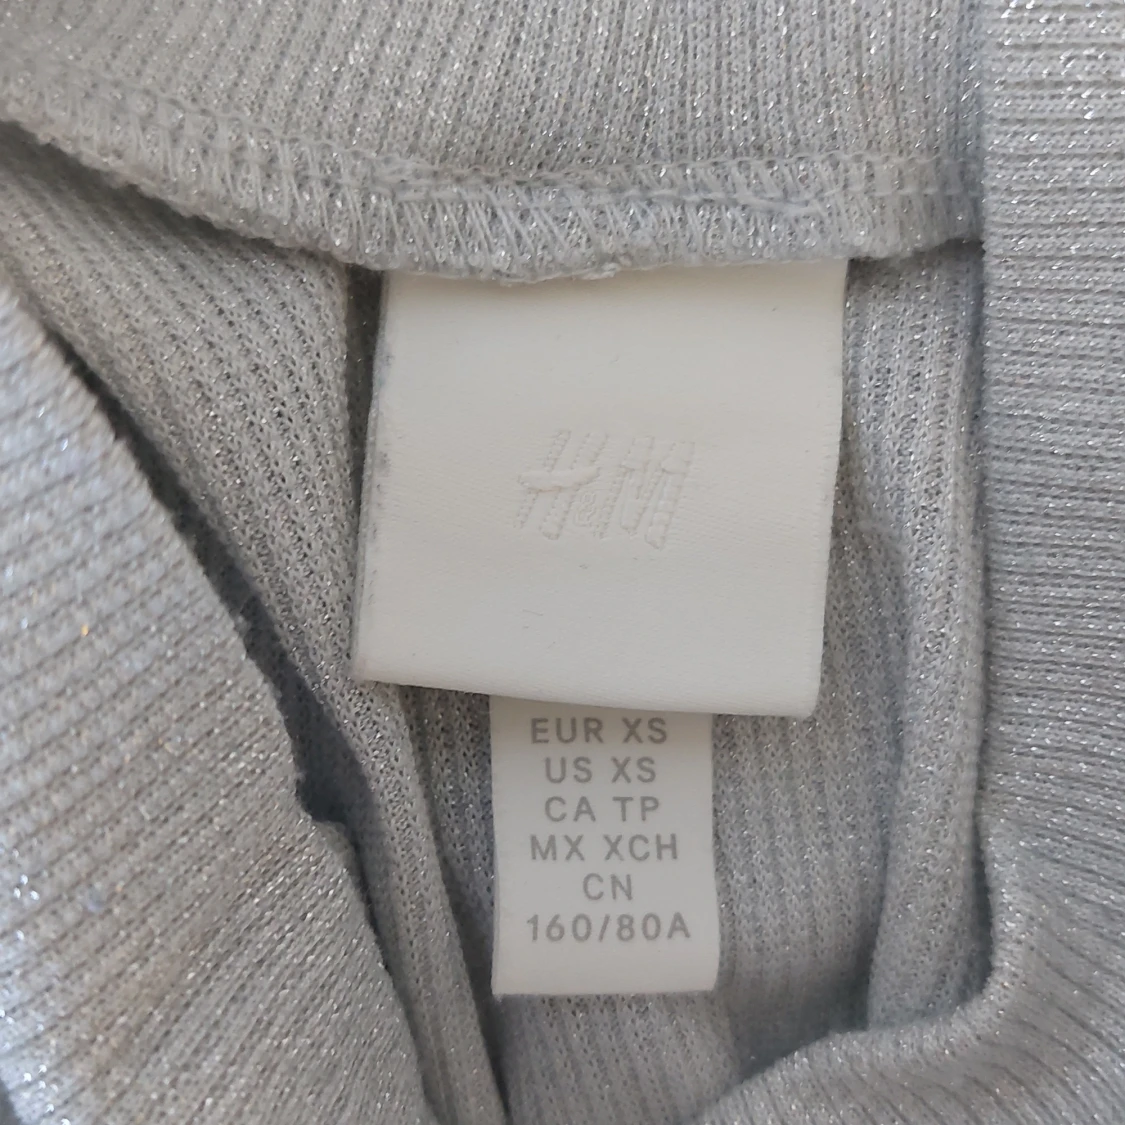 H&M
EUR XS
US XS
CA TP
MX XCH
CN
160/80A